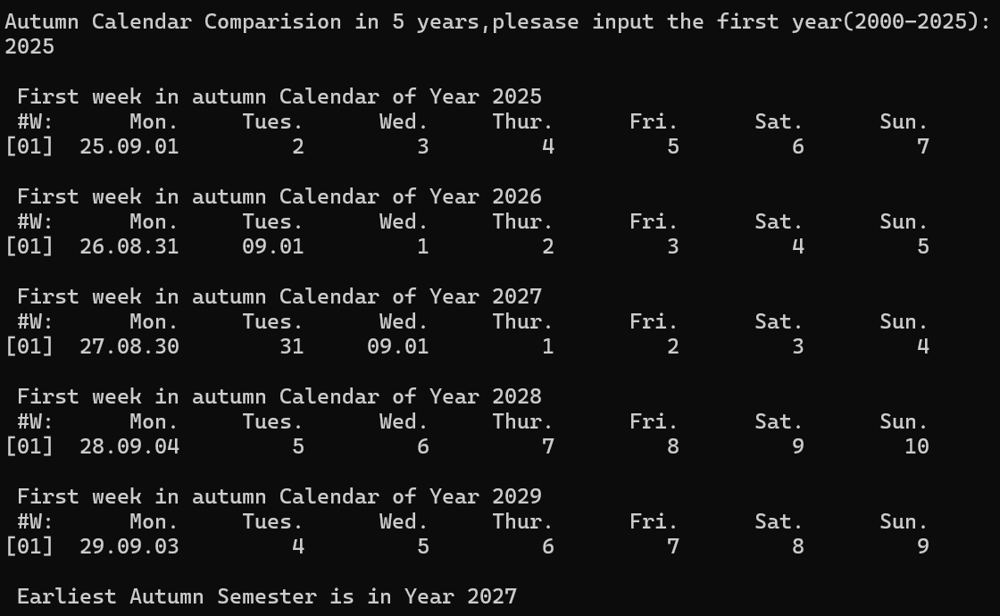 Autumn Calendar Comparision in 5 years,plesase input the first year(2000-2025):
2025
First week in autumn Calendar of Year 2025
#W: Mon. Tues. Wed. Thur. Fri. Sat. Sun.
[01] 25.09.01 2 3 4 5 6 7
First week in autumn Calendar of Year 2026
#W: Mon. Tues. Wed. Thur. Fri. Sat. Sun.
[01] 26.08.31 09.01 1 2 3 4 5
First week in autumn Calendar of Year 2027
#W: Mon. Tues. Wed. Thur. Fri. Sat. Sun.
[01] 27.08.30 31 09.01 1 2 3 4
First week in autumn Calendar of Year 2028
#W: Mon. Tues. Wed. Thur. Fri. Sat. Sun.
[01] 28.09.04 5 6 7 8 9 10
First week in autumn Calendar of Year 2029
#W: Mon. Tues. Wed. Thur. Fri. Sat. Sun.
[01] 29.09.03 4 5 6 7 8 9
Earliest Autumn Semester is in Year 2027